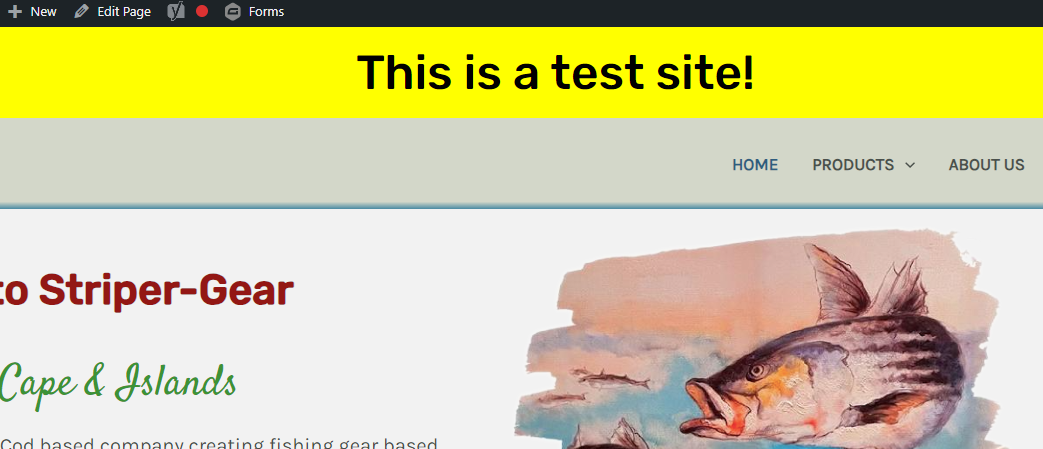 New Edit Page Forms
This is a test site!
HOME PRODUCTS ABOUT US
to Striper-Gear
Cape & Islands
Cod based company creating fishing gear based